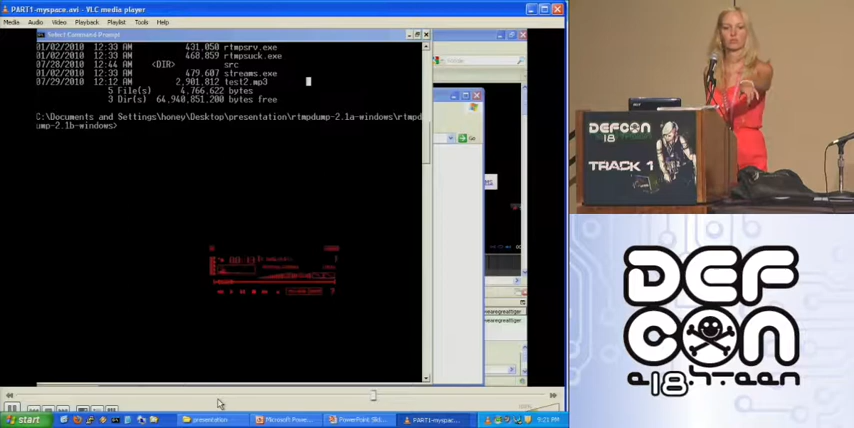 PART1-myspace.avi - VLC media player
Media Audio Video Playback Playlist Tools Help
Select Command Prompt
01/02/2010 12:33 AM 431,050 rtmpsrv.exe
01/02/2010 12:33 AM 468,859 rtmpsuck.exe
07/28/2010 12:44 AM <DIR> src
01/02/2010 12:33 AM 479,607 streams.exe
07/29/2010 12:12 AM 2,901,812 test2.mp3
5 File(s) 4,766,622 bytes
3 Dir(s) 64,940,851,200 bytes free
C:\Documents and Settings\honey\Desktop\presentation\rtmpdump-2.1a-windows\rtmpd
ump-2.1b-windows>
00:13
start
presentation
Microsoft Powe...
PowerPoint Slid...
PART1-myspac...
9:21 PM
DEFCON
18
TRACK 1
DEF
CON
18